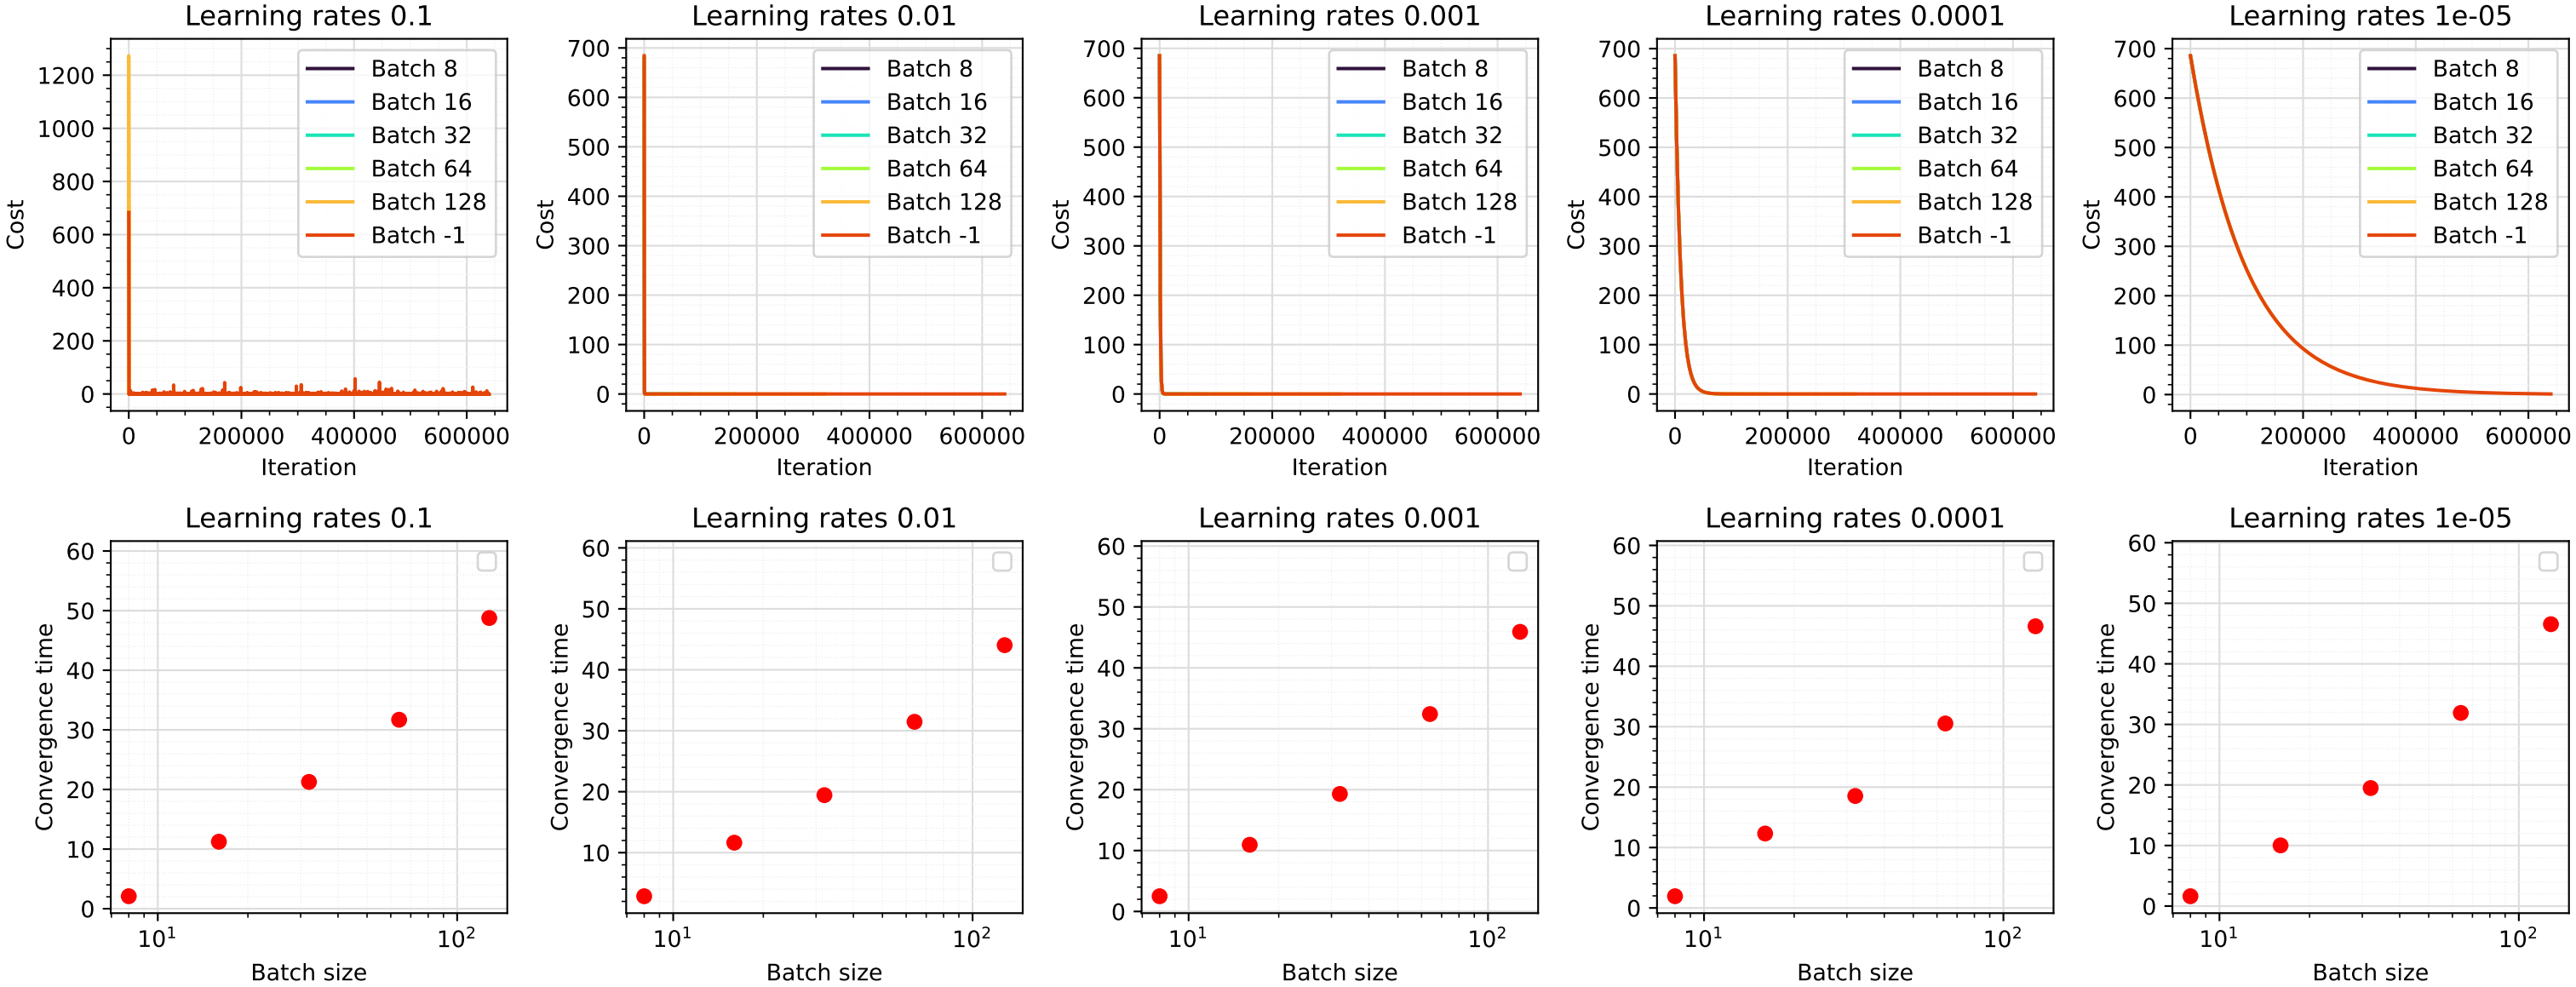 Learning rates 0.1
1200
1000
800
600
400
200
0
Cost
Batch 8
Batch 16
Batch 32
Batch 64
Batch 128
Batch -1
0 200000 400000 600000
Iteration
Learning rates 0.01
700
600
500
400
300
200
100
0
Cost
Batch 8
Batch 16
Batch 32
Batch 64
Batch 128
Batch -1
0 200000 400000 600000
Iteration
Learning rates 0.001
700
600
500
400
300
200
100
0
Cost
Batch 8
Batch 16
Batch 32
Batch 64
Batch 128
Batch -1
0 200000 400000 600000
Iteration
Learning rates 0.0001
700
600
500
400
300
200
100
0
Cost
Batch 8
Batch 16
Batch 32
Batch 64
Batch 128
Batch -1
0 200000 400000 600000
Iteration
Learning rates 1e-05
700
600
500
400
300
200
100
0
Cost
Batch 8
Batch 16
Batch 32
Batch 64
Batch 128
Batch -1
0 200000 400000 600000
Iteration
Learning rates 0.1
60
50
40
30
20
10
0
Convergence time
10¹ 10²
Batch size
Learning rates 0.01
60
50
40
30
20
10
Convergence time
10¹ 10²
Batch size
Learning rates 0.001
60
50
40
30
20
10
0
Convergence time
10¹ 10²
Batch size
Learning rates 0.0001
60
50
40
30
20
10
0
Convergence time
10¹ 10²
Batch size
Learning rates 1e-05
60
50
40
30
20
10
0
Convergence time
10¹ 10²
Batch size